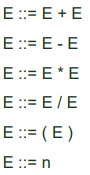 E ::= E + E
E ::= E - E
E ::= E * E
E ::= E / E
E ::= ( E )
E ::= n